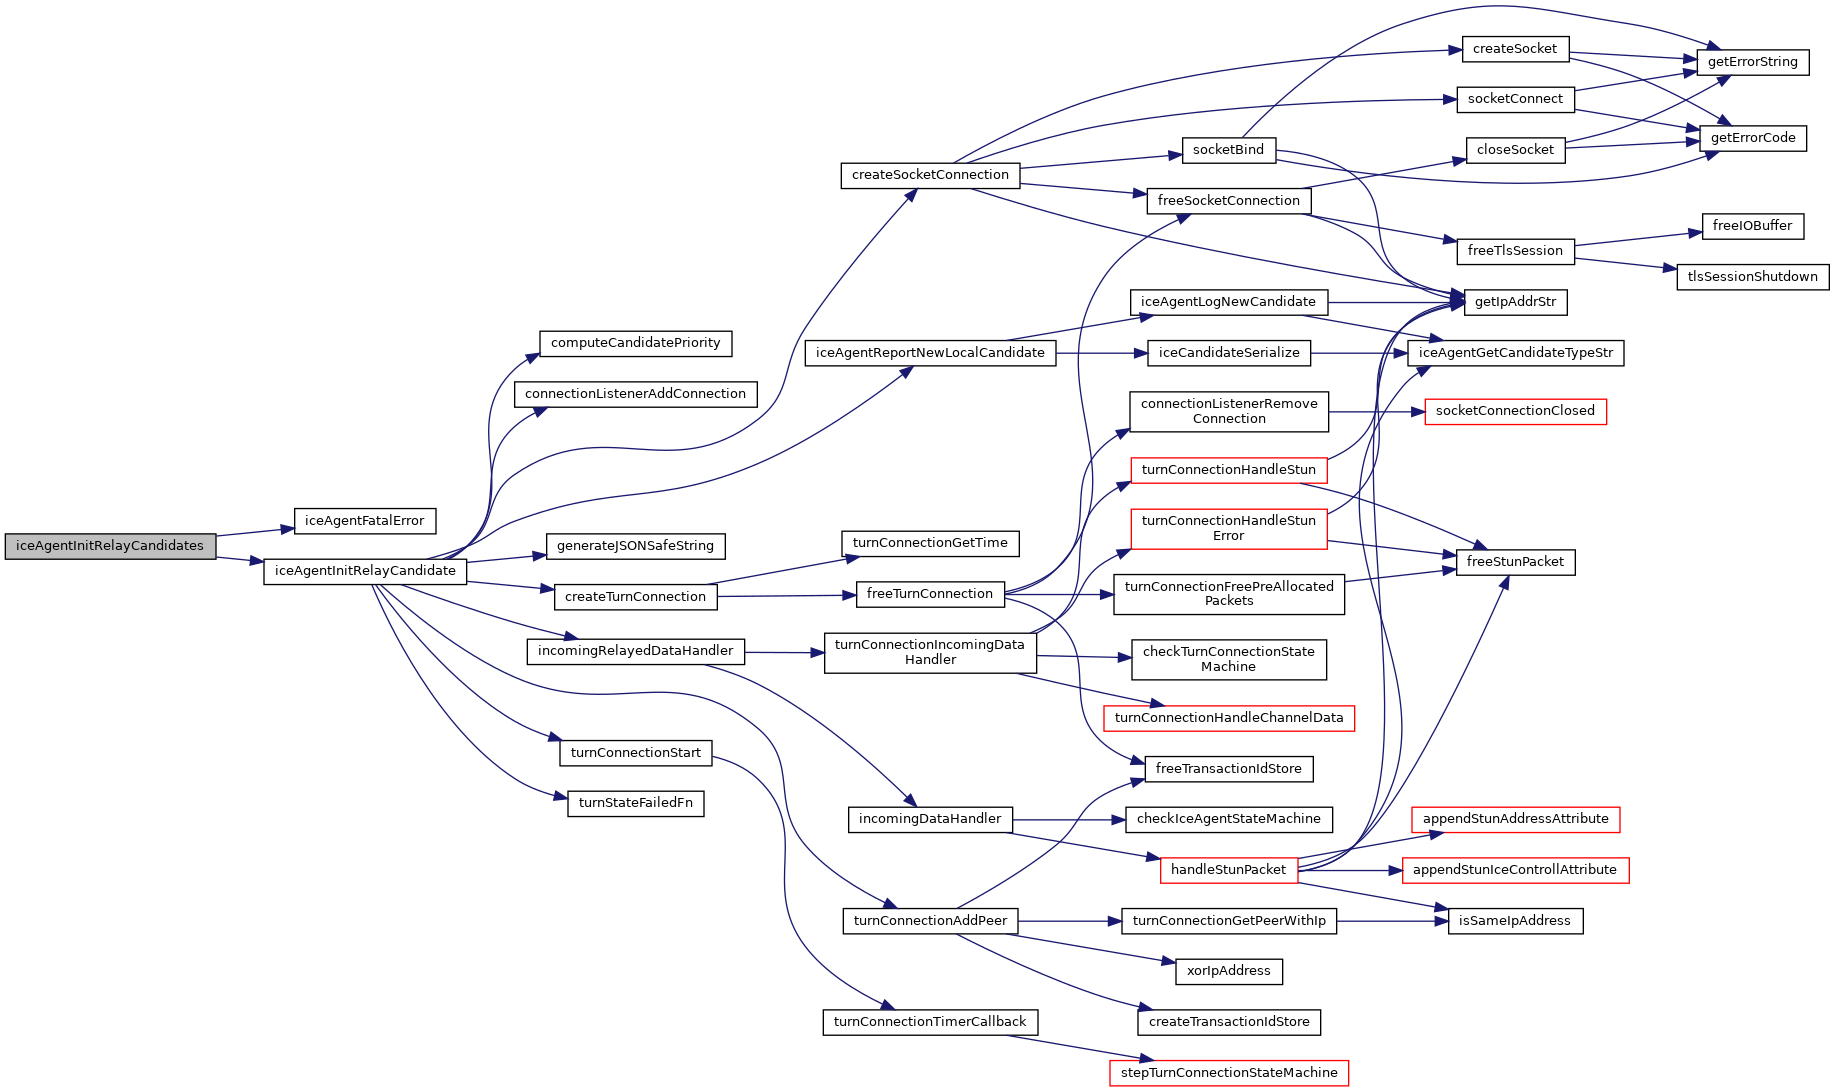 iceAgentInitRelayCandidates
iceAgentFatalError
iceAgentInitRelayCandidate
computeCandidatePriority
connectionListenerAddConnection
generateJSONSafeString
createTurnConnection
incomingRelayedDataHandler
turnConnectionStart
turnStateFailedFn
createSocketConnection
iceAgentReportNewLocalCandidate
turnConnectionGetTime
freeTurnConnection
turnConnectionIncomingData
Handler
incomingDataHandler
turnConnectionAddPeer
turnConnectionTimerCallback
socketBind
freeSocketConnection
iceAgentLogNewCandidate
iceCandidateSerialize
connectionListenerRemove
Connection
turnConnectionHandleStun
turnConnectionHandleStun
Error
turnConnectionFreePreAllocated
Packets
checkTurnConnectionState
Machine
turnConnectionHandleChannelData
freeTransactionIdStore
checkIceAgentStateMachine
handleStunPacket
turnConnectionGetPeerWithIp
xorIpAddress
createTransactionIdStore
stepTurnConnectionStateMachine
createSocket
socketConnect
closeSocket
freeTlsSession
getIpAddrStr
iceAgentGetCandidateTypeStr
socketConnectionClosed
freeStunPacket
appendStunAddressAttribute
appendStunIceControllAttribute
isSameIpAddress
getErrorString
getErrorCode
freeIOBuffer
tlsSessionShutdown